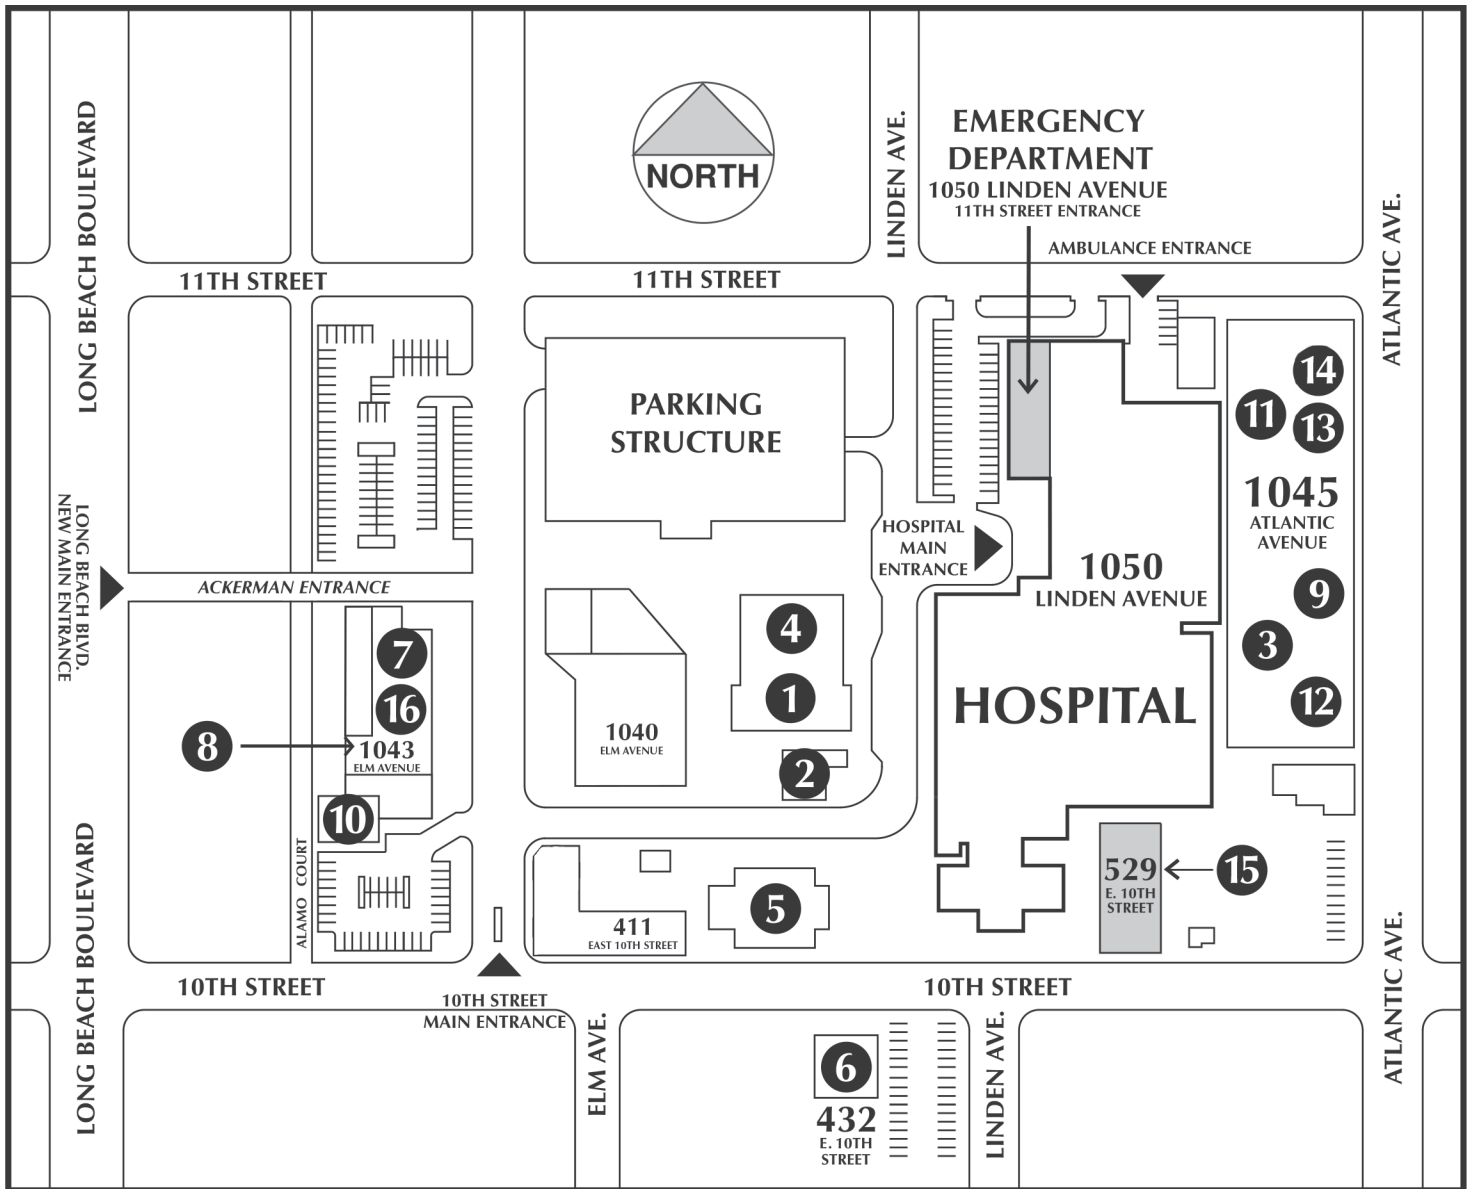 LONG BEACH BOULEVARD
NORTH
LINDEN AVE.
EMERGENCY
DEPARTMENT
1050 LINDEN AVENUE
11TH STREET ENTRANCE
AMBULANCE ENTRANCE
ATLANTIC AVE.
11TH STREET
11TH STREET
PARKING
STRUCTURE
14
11
13
1045
ATLANTIC
AVENUE
HOSPITAL
MAIN
ENTRANCE
1050
LINDEN AVENUE
LONG BEACH BLVD.
NEW MAIN ENTRANCE
ACKERMAN ENTRANCE
9
3
12
4
1
7
16
8
1043
ELM AVENUE
1040
ELM AVENUE
HOSPITAL
2
10
ALAMO COURT
LONG BEACH BOULEVARD
529
E. 10TH
STREET
15
5
411
EAST 10TH STREET
ATLANTIC AVE.
10TH STREET
10TH STREET
MAIN ENTRANCE
10TH STREET
ELM AVE.
6
432
E. 10TH
STREET
LINDEN AVE.